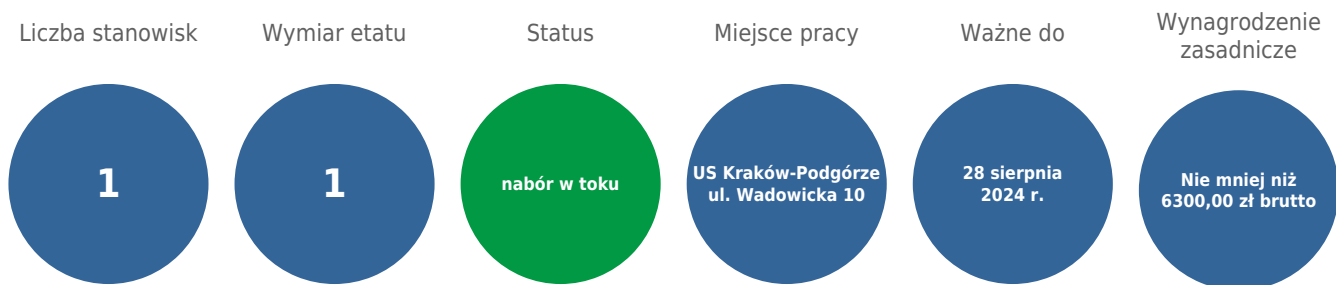 Liczba stanowisk
Wymiar etatu
Status
Miejsce pracy
Ważne do
Wynagrodzenie
zasadnicze
1
1
nabór w toku
US Kraków-Podgórze
ul. Wadowicka 10
28 sierpnia
2024 r.
Nie mniej niż
6300,00 zł brutto